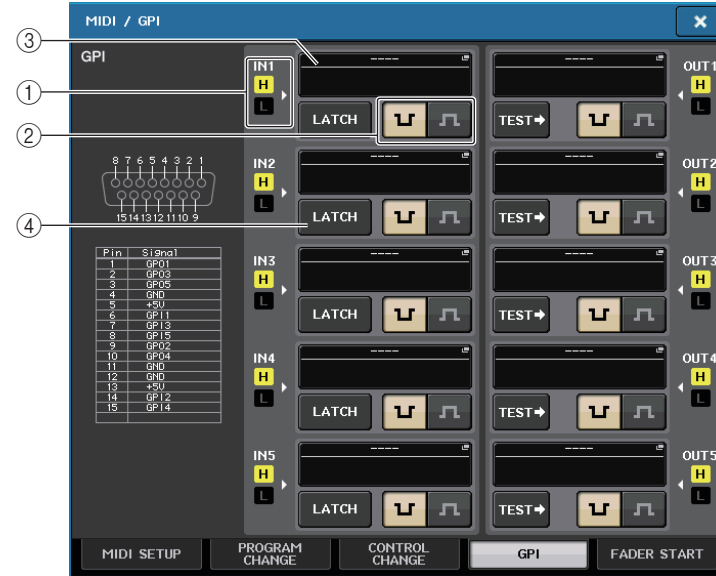 MIDI / GPI
GPI
①
②
③
④
8 7 6 5 4 3 2 1
15 14 13 12 11 10 9
Pin Signal
1 GPO1
2 GPO3
3 GPO5
4 GND
5 +5V
6 GPI1
7 GPI3
8 GPI5
9 GPO2
10 GPO4
11 GND
12 GND
13 +5V
14 GPI2
15 GPI4
IN1
H
L
----
LATCH
----
TEST➔
OUT1
H
L
IN2
H
L
----
LATCH
----
TEST➔
OUT2
H
L
IN3
H
L
----
LATCH
----
TEST➔
OUT3
H
L
IN4
H
L
----
LATCH
----
TEST➔
OUT4
H
L
IN5
H
L
----
LATCH
----
TEST➔
OUT5
H
L
MIDI SETUP
PROGRAM
CHANGE
CONTROL
CHANGE
GPI
FADER START